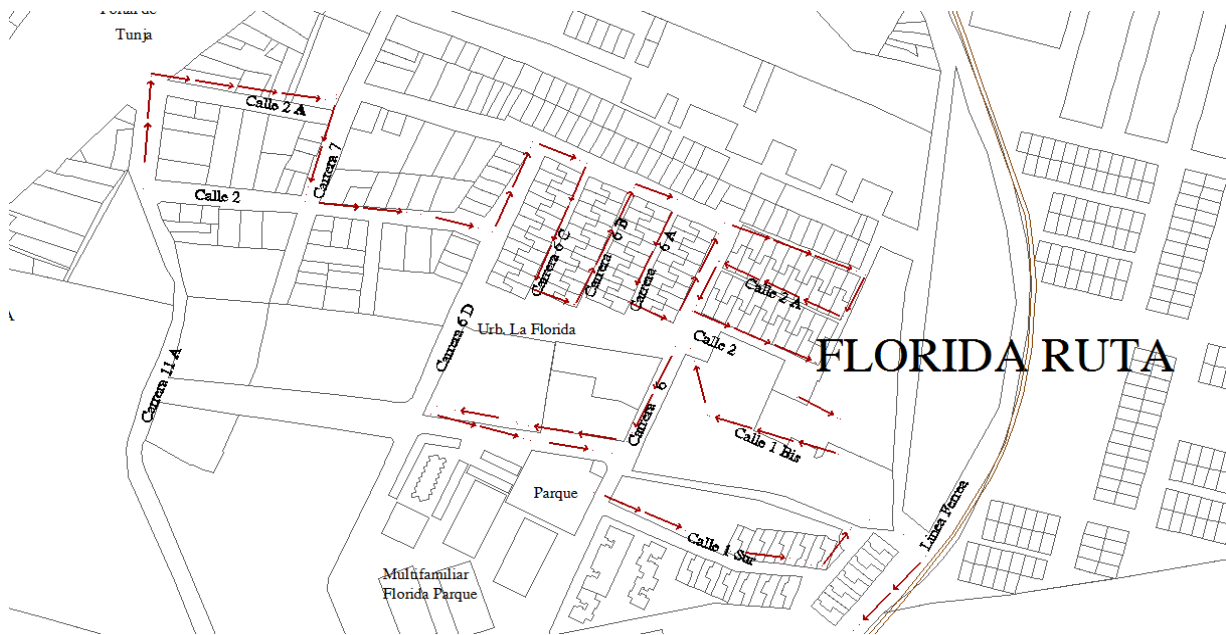 Tunja
Calle 2 A
Carrera 7
Calle 2
Carrera 6 C
Carrera 6 B
Carrera 6 A
Calle 2 A
Urb. La Florida
Carrera 6 D
Calle 2
FLORIDA RUTA
Carrera 11 A
Carrera 6
Calle 1 Bis
Parque
Linea Ferrea
Calle 1 Sur
Multifamiliar
Florida Parque